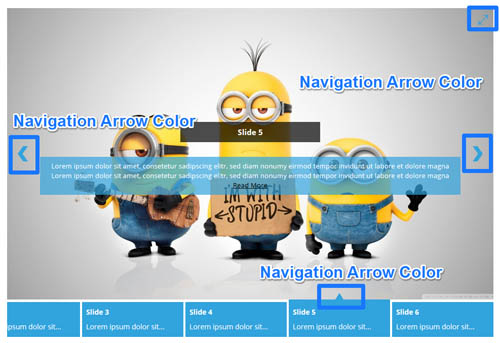 Navigation Arrow Color
Navigation Arrow Color
Slide 5
Lorem ipsum dolor sit amet, consetetur sadipscing elitr, sed diam nonumy eirmod tempor invidunt ut labore et dolore magna
Lorem ipsum dolor sit amet, consetetur sadipscing elitr, sed diam nonumy eirmod tempor invidunt ut labore et dolore magna
- Read More -
I'M WITH
STUPID
Navigation Arrow Color
Slide 3
Slide 4
Slide 5
Slide 6
psum dolor sit...
Lorem ipsum dolor sit...
Lorem ipsum dolor sit...
Lorem ipsum dolor sit...
Lorem ipsum dolor sit...